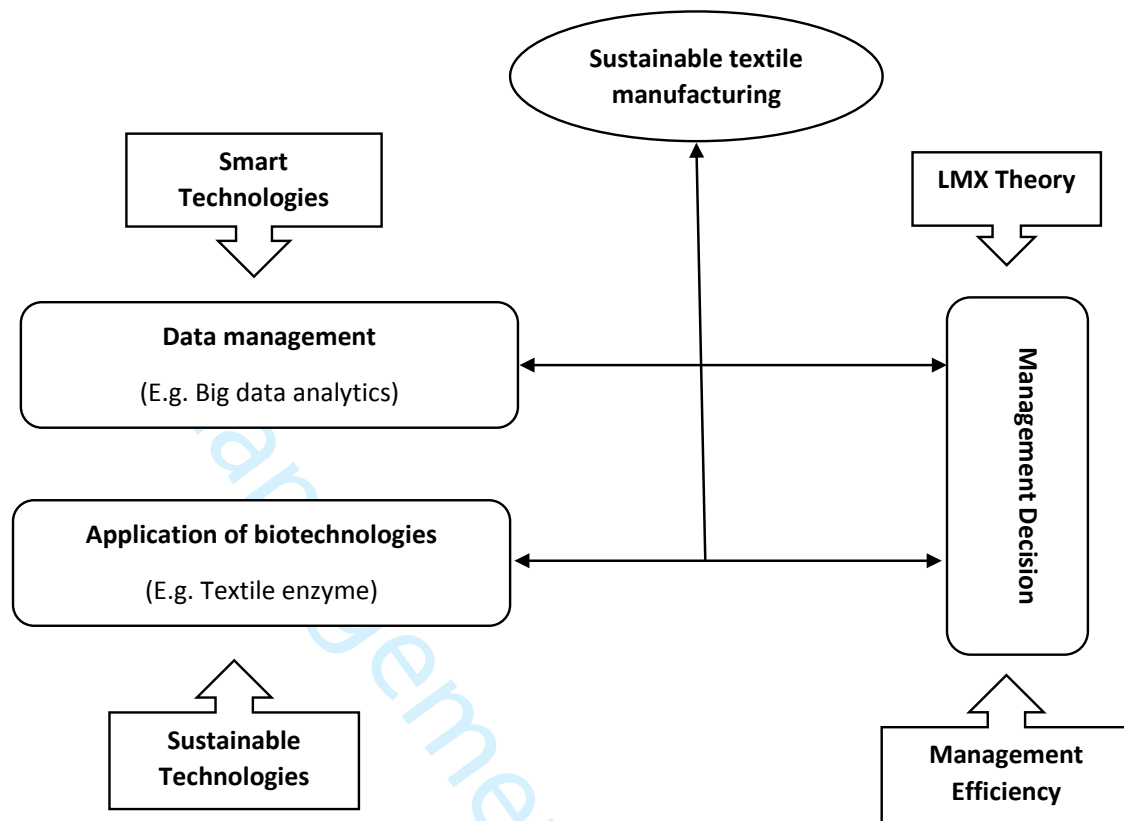 Sustainable textile
manufacturing
Smart
Technologies
LMX Theory
Data management
(E.g. Big data analytics)
Management Decision
Application of biotechnologies
(E.g. Textile enzyme)
Sustainable
Technologies
Management
Efficiency